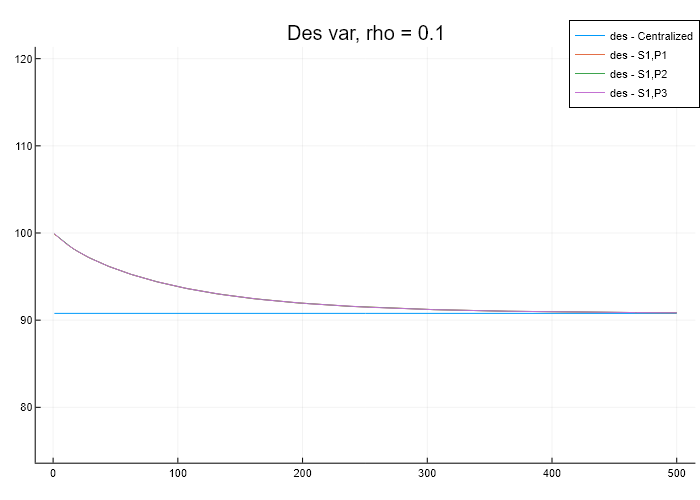 Des var, rho = 0.1
des - Centralized
des - S1,P1
des - S1,P2
des - S1,P3
120
110
100
90
80
0 100 200 300 400 500